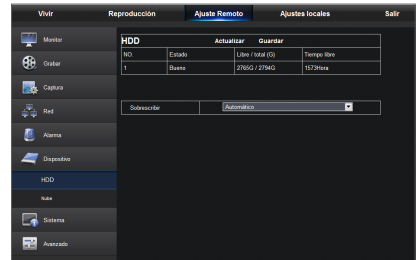 Vivir Reproducción Ajuste Remoto Ajustes locales Salir
Monitor
Grabar
Captura
Red
Alarma
Dispositivo
HDD
Nube
Sistema
Avanzado
HDD Actualizar Guardar
NO. Estado Libre / total (G) Tiempo libre
1 Bueno 2765G / 2794G 1573Hora
Sobrescribir Automático